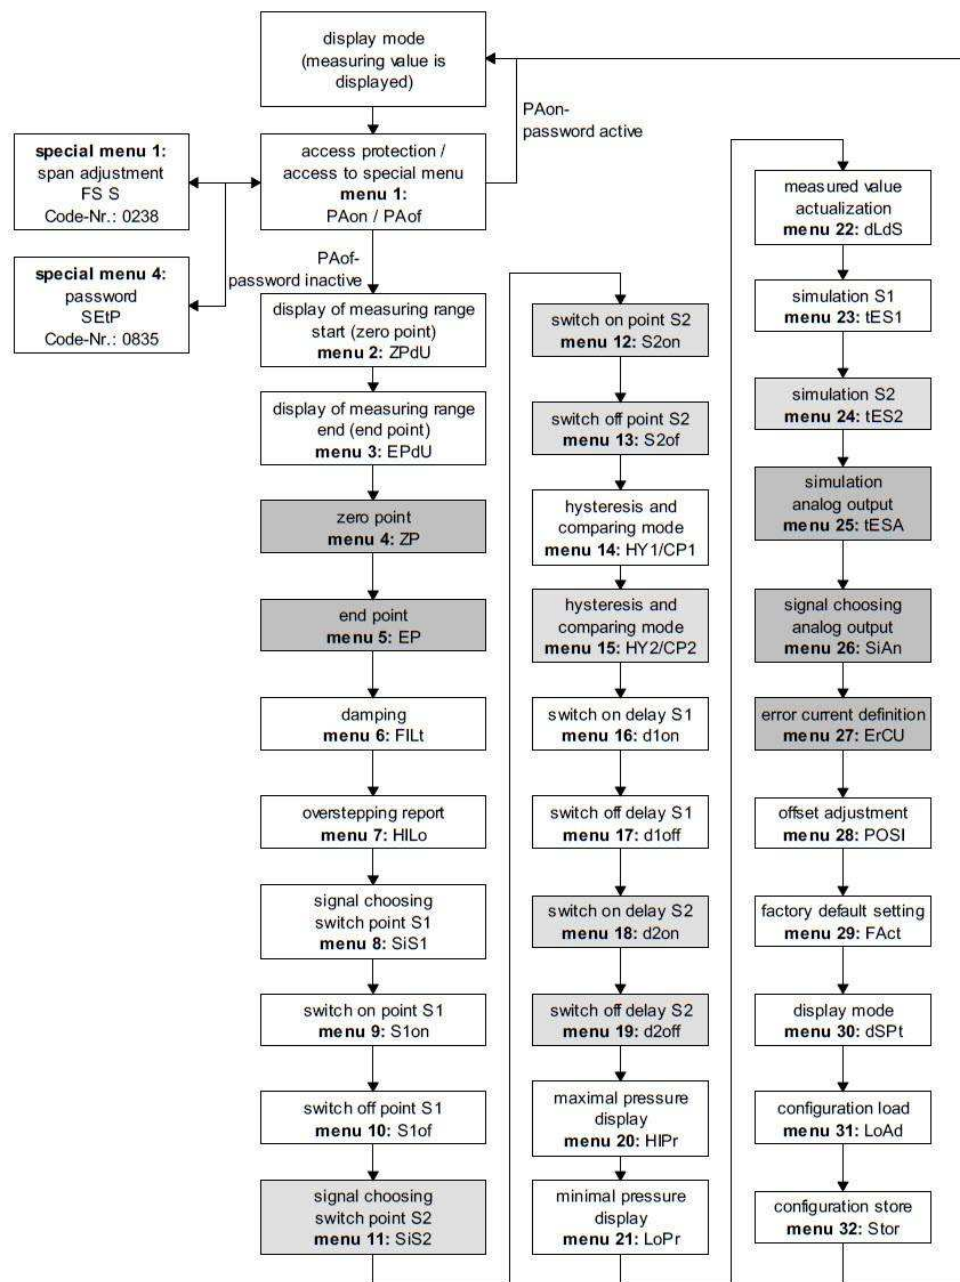 display mode
(measuring value is
displayed)
PAon-
password active
special menu 1:
span adjustment
FS S
Code-Nr.: 0238
access protection /
access to special menu
menu 1:
PAon / PAof
special menu 4:
password
SEtP
Code-Nr.: 0835
PAof-
password inactive
display of measuring range
start (zero point)
menu 2: ZPdU
display of measuring range
end (end point)
menu 3: EPdU
zero point
menu 4: ZP
end point
menu 5: EP
damping
menu 6: FILt
overstepping report
menu 7: HILo
signal choosing
switch point S1
menu 8: SiS1
switch on point S1
menu 9: S1on
switch off point S1
menu 10: S1of
signal choosing
switch point S2
menu 11: SiS2
switch on point S2
menu 12: S2on
switch off point S2
menu 13: S2of
hysteresis and
comparing mode
menu 14: HY1/CP1
hysteresis and
comparing mode
menu 15: HY2/CP2
switch on delay S1
menu 16: d1on
switch off delay S1
menu 17: d1off
switch on delay S2
menu 18: d2on
switch off delay S2
menu 19: d2off
maximal pressure
display
menu 20: HIPr
minimal pressure
display
menu 21: LoPr
measured value
actualization
menu 22: dLdS
simulation S1
menu 23: tES1
simulation S2
menu 24: tES2
simulation
analog output
menu 25: tESA
signal choosing
analog output
menu 26: SiAn
error current definition
menu 27: ErCU
offset adjustment
menu 28: POSI
factory default setting
menu 29: FAct
display mode
menu 30: dSPt
configuration load
menu 31: LoAd
configuration store
menu 32: Stor